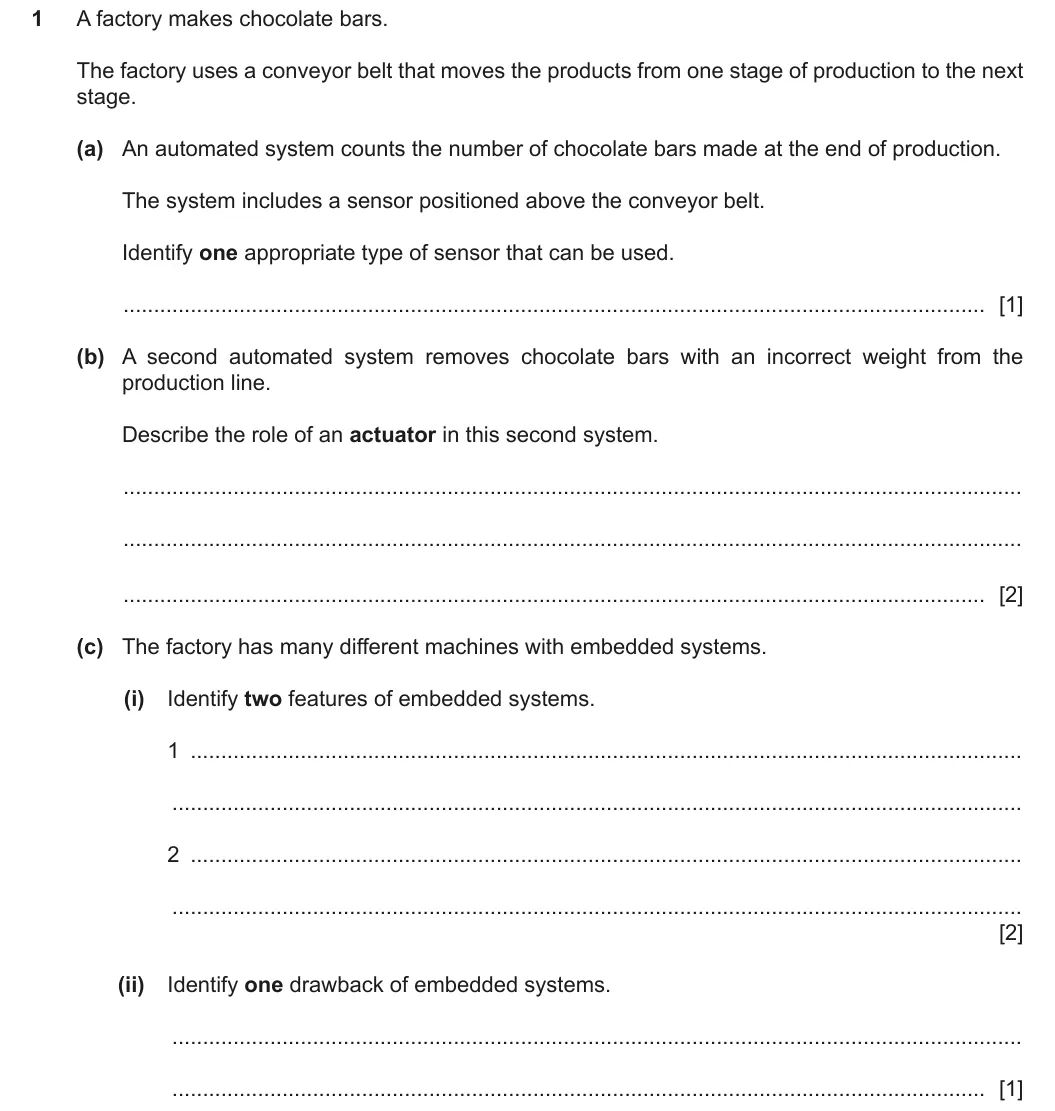 1 A factory makes chocolate bars.
The factory uses a conveyor belt that moves the products from one stage of production to the next
stage.
(a) An automated system counts the number of chocolate bars made at the end of production.
The system includes a sensor positioned above the conveyor belt.
Identify one appropriate type of sensor that can be used.
............................................................................................................................................ [1]
(b) A second automated system removes chocolate bars with an incorrect weight from the
production line.
Describe the role of an actuator in this second system.
..................................................................................................................................................
..................................................................................................................................................
............................................................................................................................................ [2]
(c) The factory has many different machines with embedded systems.
(i) Identify two features of embedded systems.
1 .......................................................................................................................................
..........................................................................................................................................
2 .......................................................................................................................................
..........................................................................................................................................
[2]
(ii) Identify one drawback of embedded systems.
..........................................................................................................................................
.................................................................................................................................... [1]